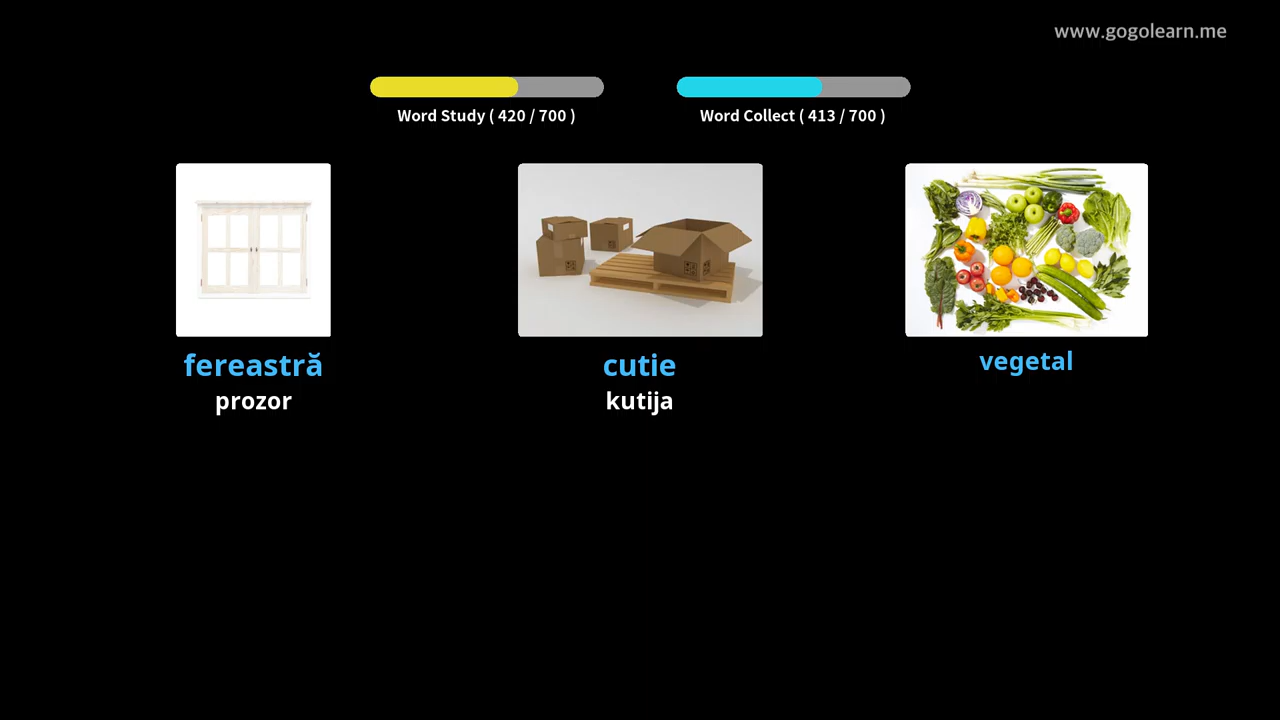 www.gogolearn.me
Word Study ( 420 / 700 )
Word Collect ( 413 / 700 )
fereastră
prozor
cutie
kutija
vegetal